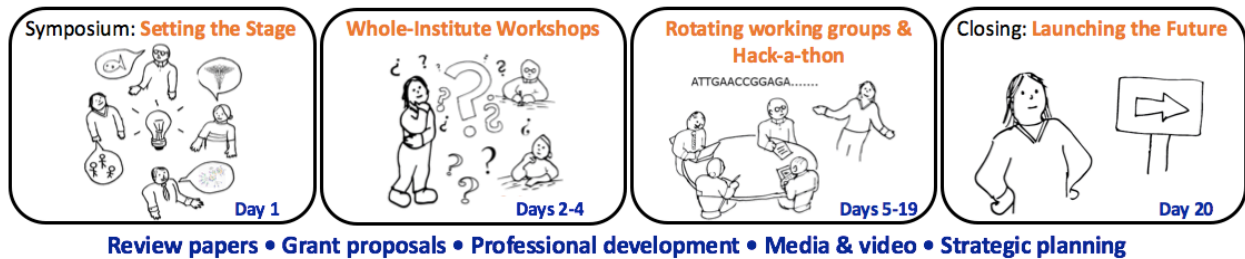 Symposium: Setting the Stage
Day 1
Whole-Institute Workshops
¿ ? ? ? ? ? ¿ ? ? ¿ ? ?
Days 2-4
Rotating working groups &
Hack-a-thon
ATTGAACCGGAGA.......
Days 5-19
Closing: Launching the Future
Day 20
Review papers • Grant proposals • Professional development • Media & video • Strategic planning